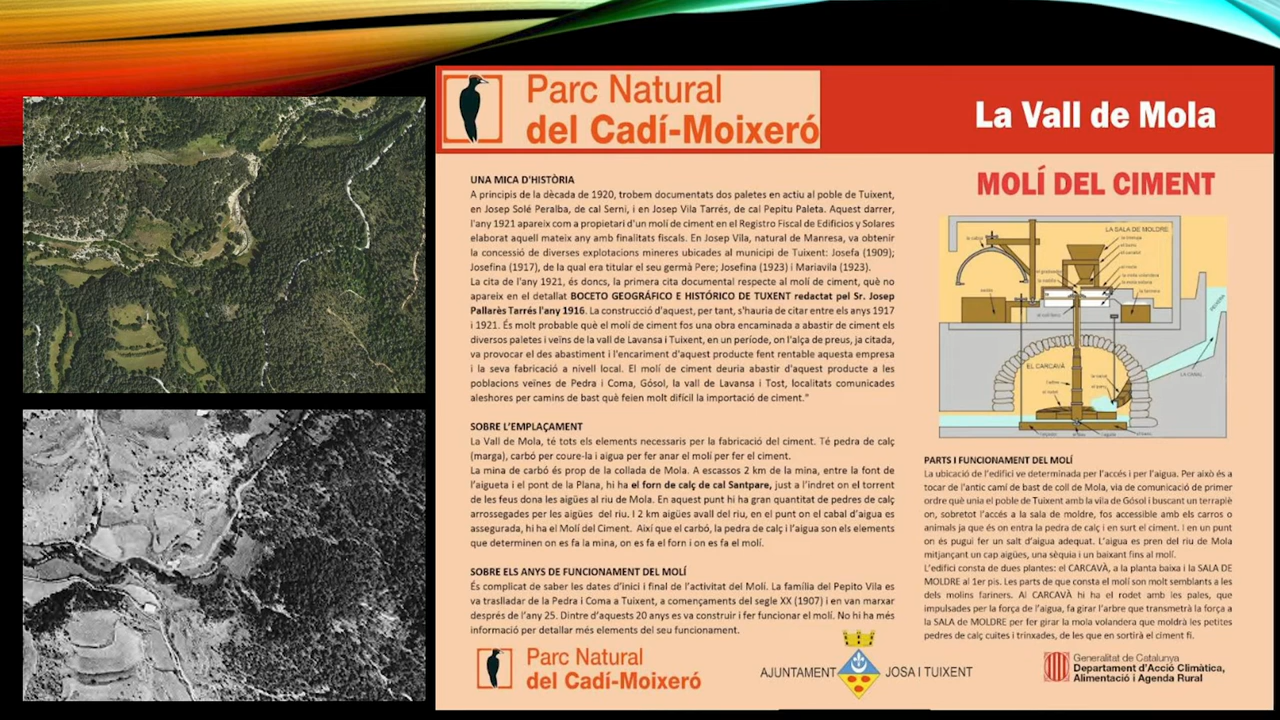 Parc Natural
del Cadí-Moixeró
La Vall de Mola
MOLÍ DEL CIMENT
UNA MICA D'HISTÒRIA
A principis de la dècada de 1920, trobem documentats dos paletes en actiu al poble de Tuixent,
en Josep Solé Peralba, de cal Serni, i en Josep Vila Tarrés, de cal Pepitu Paleta. Aquest darrer,
l'any 1921 apareix com a propietari d'un molí de ciment en el Registro Fiscal de Edificios y Solares
elaborat aquell mateix any amb finalitats fiscals. En Josep Vila, natural de Manresa, va obtenir
la concessió de diverses explotacions mineres ubicades al municipi de Tuixent: Josefa (1909);
Josefina (1917), de la qual era titular el seu germà Pere; Josefina (1923) i Mariavila (1923).
La cita de l'any 1921, és doncs, la primera cita documental respecte al molí de ciment, què no
apareix en el detallat BOCETO GEOGRÁFICO E HISTÓRICO DE TUXENT redactat pel Sr. Josep
Pallarès Tarrés l'any 1916. La construcció d'aquest, per tant, s'hauria de citar entre els anys 1917
i 1921. És molt probable què el molí de ciment fos una obra encaminada a abastir de ciment els
diversos paletes i veïns de la vall de Lavansa i Tuixent, en un període, on l'alça de preus, ja citada,
va provocar el des abastiment i l'encariment d'aquest producte fent rentable aquesta empresa
i la seva fabricació a nivell local. El molí de ciment deuria abastir d'aquest producte a les
poblacions veïnes de Pedra i Coma, Gósol, la vall de Lavansa i Tost, localitats comunicades
aleshores per camins de bast què feien molt difícil la importació de ciment."
SOBRE L'EMPLAÇAMENT
La Vall de Mola, té tots els elements necessaris per la fabricació del ciment. Té pedra de calç
(marga), carbó per coure-la i aigua per fer anar el molí per fer el ciment.
La mina de carbó és prop de la collada de Mola. A escassos 2 km de la mina, entre la font de
l'aigueta i el pont de la Plana, hi ha el forn de calç de cal Santpare, just a l'indret on el torrent
de les feus dona les aigües al riu de Mola. En aquest punt hi ha gran quantitat de pedres de calç
arrossegades per les aigües del riu. I 2 km aigües avall del riu, en el punt on el cabal d'aigua es
assegurada, hi ha el Molí del Ciment. Així que el carbó, la pedra de calç i l'aigua son els elements
que determinen on es fa la mina, on es fa el forn i on es fa el molí.
SOBRE ELS ANYS DE FUNCIONAMENT DEL MOLÍ
És complicat de saber les dates d'inici i final de l'activitat del Molí. La família del Pepito Vila es
va traslladar de la Pedra i Coma a Tuixent, a començaments del segle XX (1907) i en van marxar
després de l'any 25. Dintre d'aquests 20 anys es va construir i fer funcionar el molí. No hi ha més
informació per detallar més elements del seu funcionament.
LA SALA DE MOLDRE
EL CARCAVÀ
PARTS I FUNCIONAMENT DEL MOLÍ
La ubicació de l'edifici ve determinada per l'accés i per l'aigua. Per això és a
tocar de l'antic camí de bast de coll de Mola, via de comunicació de primer
ordre què unia el poble de Tuixent amb la vila de Gósol i buscant un terraplè
on, sobretot l'accés a la sala de moldre, fos accessible amb els carros o
animals ja que és on entra la pedra de calç i en surt el ciment. I en un punt
on és pugui fer un salt d'aigua adequat. L'aigua es pren del riu de Mola
mitjançant un cap aigües, una sèquia i un baixant fins al molí.
L'edifici consta de dues plantes: el CARCAVÀ, a la planta baixa i la SALA DE
MOLDRE al 1er pis. Les parts de que consta el molí son molt semblants a les
dels molins fariners. Al CARCAVÀ hi ha el rodet amb les pales, que
impulsades per la força de l'aigua, fa girar l'arbre que transmetrà la força a
la SALA de MOLDRE per fer girar la mola volandera que moldrà les petites
pedres de calç cuites i trinxades, de les que en sortirà el ciment fi.
Parc Natural
del Cadí-Moixeró
AJUNTAMENT JOSA I TUIXENT
Generalitat de Catalunya
Departament d'Acció Climàtica,
Alimentació i Agenda Rural